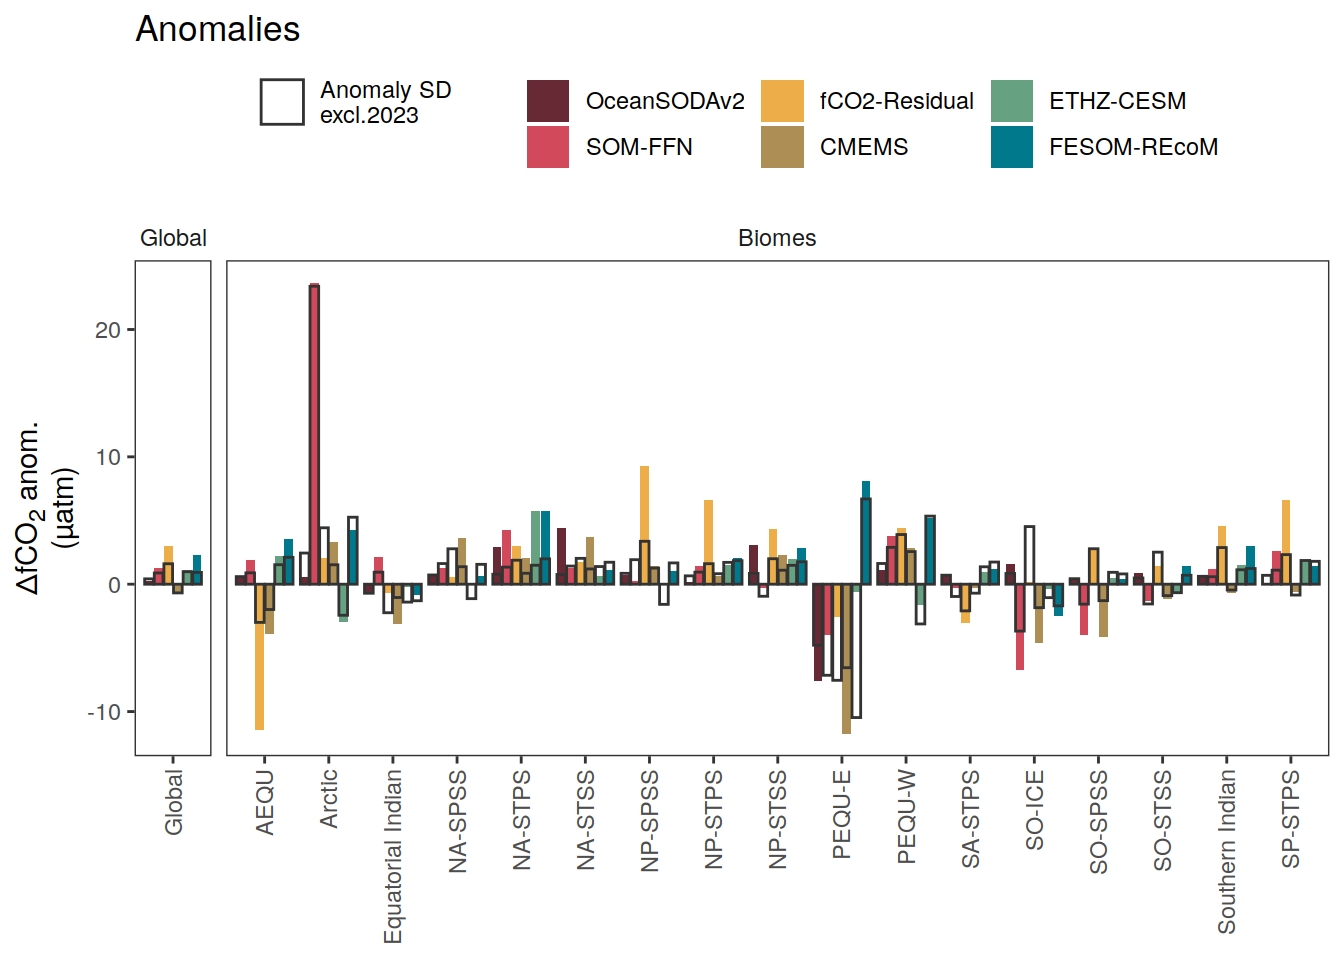 Anomalies
Anomaly SD
excl.2023
OceanSODAv2
SOM-FFN
fCO2-Residual
CMEMS
ETHZ-CESM
FESOM-REcoM
Global
Biomes
ΔfCO₂ anom.
(µatm)
20
10
0
-10
Global
AEQU
Arctic
Equatorial Indian
NA-SPSS
NA-STPS
NA-STSS
NP-SPSS
NP-STPS
NP-STSS
PEQU-E
PEQU-W
SA-STPS
SO-ICE
SO-SPSS
SO-STSS
Southern Indian
SP-STPS